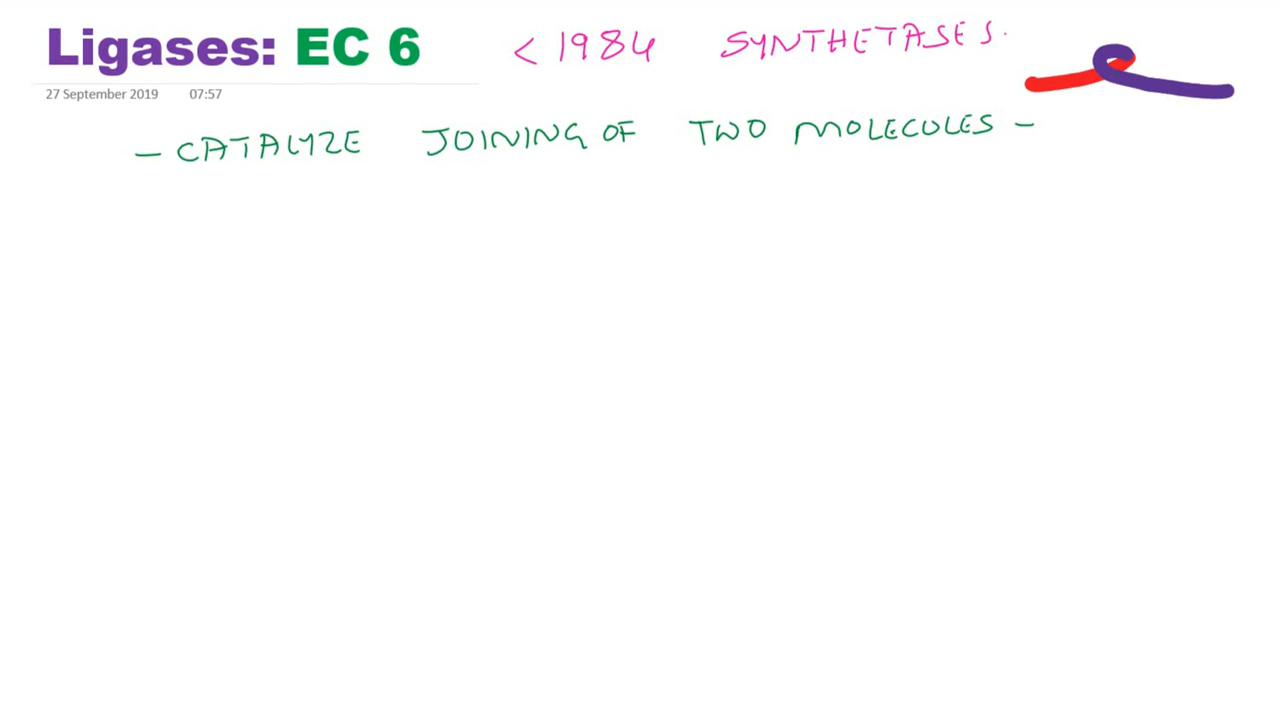 Ligases: EC 6 < 1984 SYNTHETASES.
27 September 2019 07:57
- CATALYZE JOINING OF TWO MOLECULES -